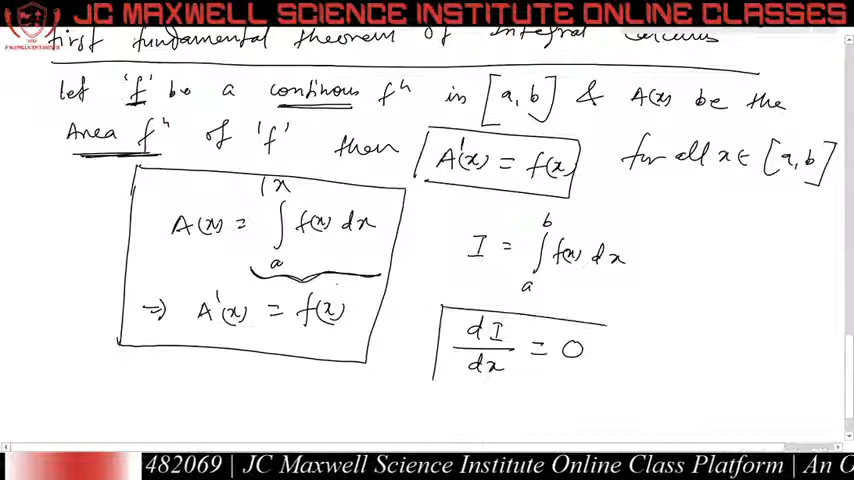 JC MAXWELL SCIENCE INSTITUTE ONLINE CLASSES
first fundamental theorem of Integral Calculus
let 'f' be a continous fⁿ in [a, b] & A(x) be the
Area fⁿ of 'f' then A'(x) = f(x) for all x ∈ [a, b]
A(x) = ∫ₐˣ f(x) dx
⇒ A'(x) = f(x)
I = ∫ₐᵇ f(x) dx
dI/dx = 0
482069 | JC Maxwell Science Institute Online Class Platform | An O